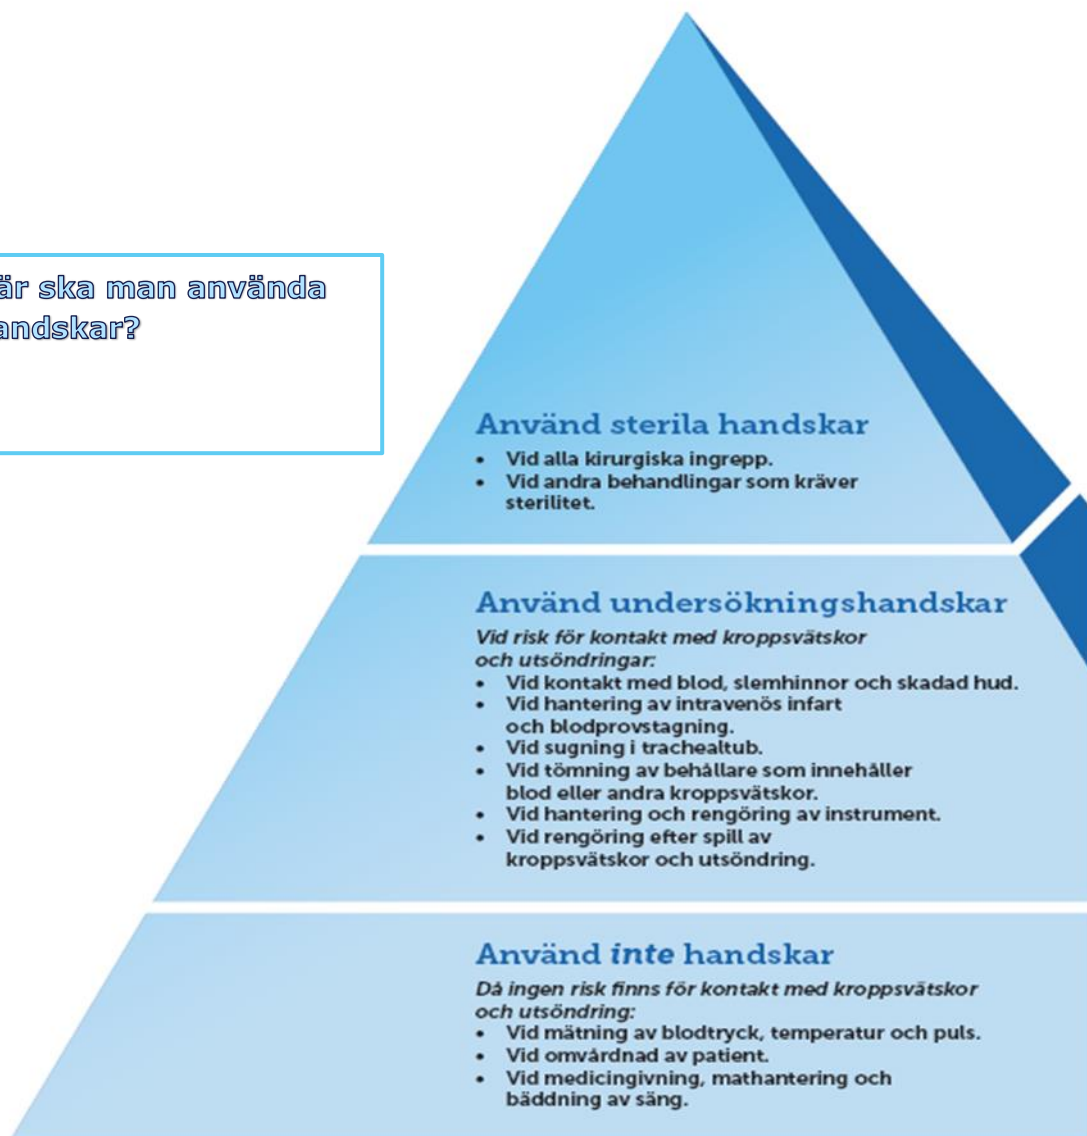 är ska man använda
andskar?
Använd sterila handskar
• Vid alla kirurgiska ingrepp.
• Vid andra behandlingar som kräver
sterilitet.
Använd undersökningshandskar
Vid risk för kontakt med kroppsvätskor
och utsöndringar:
• Vid kontakt med blod, slemhinnor och skadad hud.
• Vid hantering av intravenös infart
och blodprovstagning.
• Vid sugning i trachealtub.
• Vid tömning av behållare som innehåller
blod eller andra kroppsvätskor.
• Vid hantering och rengöring av instrument.
• Vid rengöring efter spill av
kroppsvätskor och utsöndring.
Använd inte handskar
Då ingen risk finns för kontakt med kroppsvätskor
och utsöndring:
• Vid mätning av blodtryck, temperatur och puls.
• Vid omvårdnad av patient.
• Vid medicingivning, mathantering och
bäddning av säng.